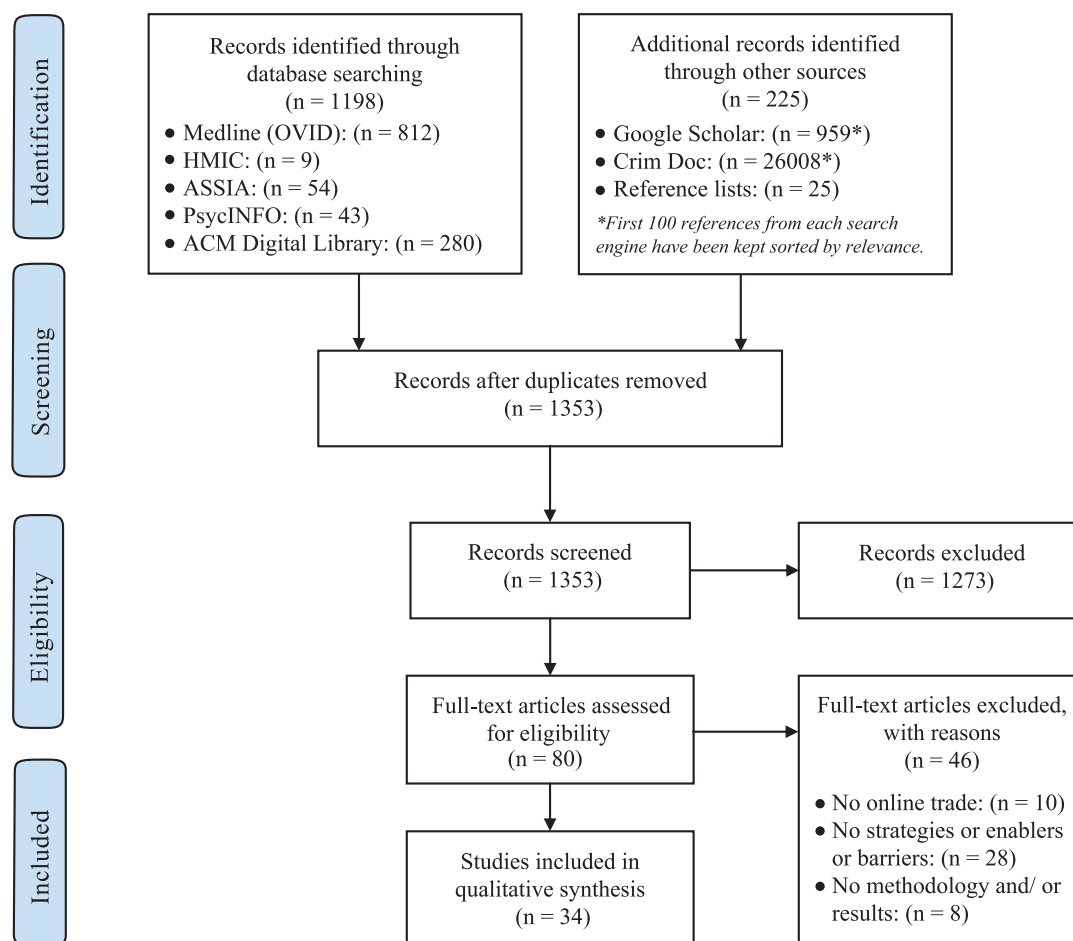 Identification
Records identified through
database searching
(n = 1198)
● Medline (OVID): (n = 812)
● HMIC: (n = 9)
● ASSIA: (n = 54)
● PsycINFO: (n = 43)
● ACM Digital Library: (n = 280)
Additional records identified
through other sources
(n = 225)
● Google Scholar: (n = 959*)
● Crim Doc: (n = 26008*)
● Reference lists: (n = 25)
*First 100 references from each search
engine have been kept sorted by relevance.
Screening
Records after duplicates removed
(n = 1353)
Eligibility
Records screened
(n = 1353)
Records excluded
(n = 1273)
Full-text articles assessed
for eligibility
(n = 80)
Full-text articles excluded,
with reasons
(n = 46)
● No online trade: (n = 10)
● No strategies or enablers
or barriers: (n = 28)
● No methodology and/ or
results: (n = 8)
Included
Studies included in
qualitative synthesis
(n = 34)